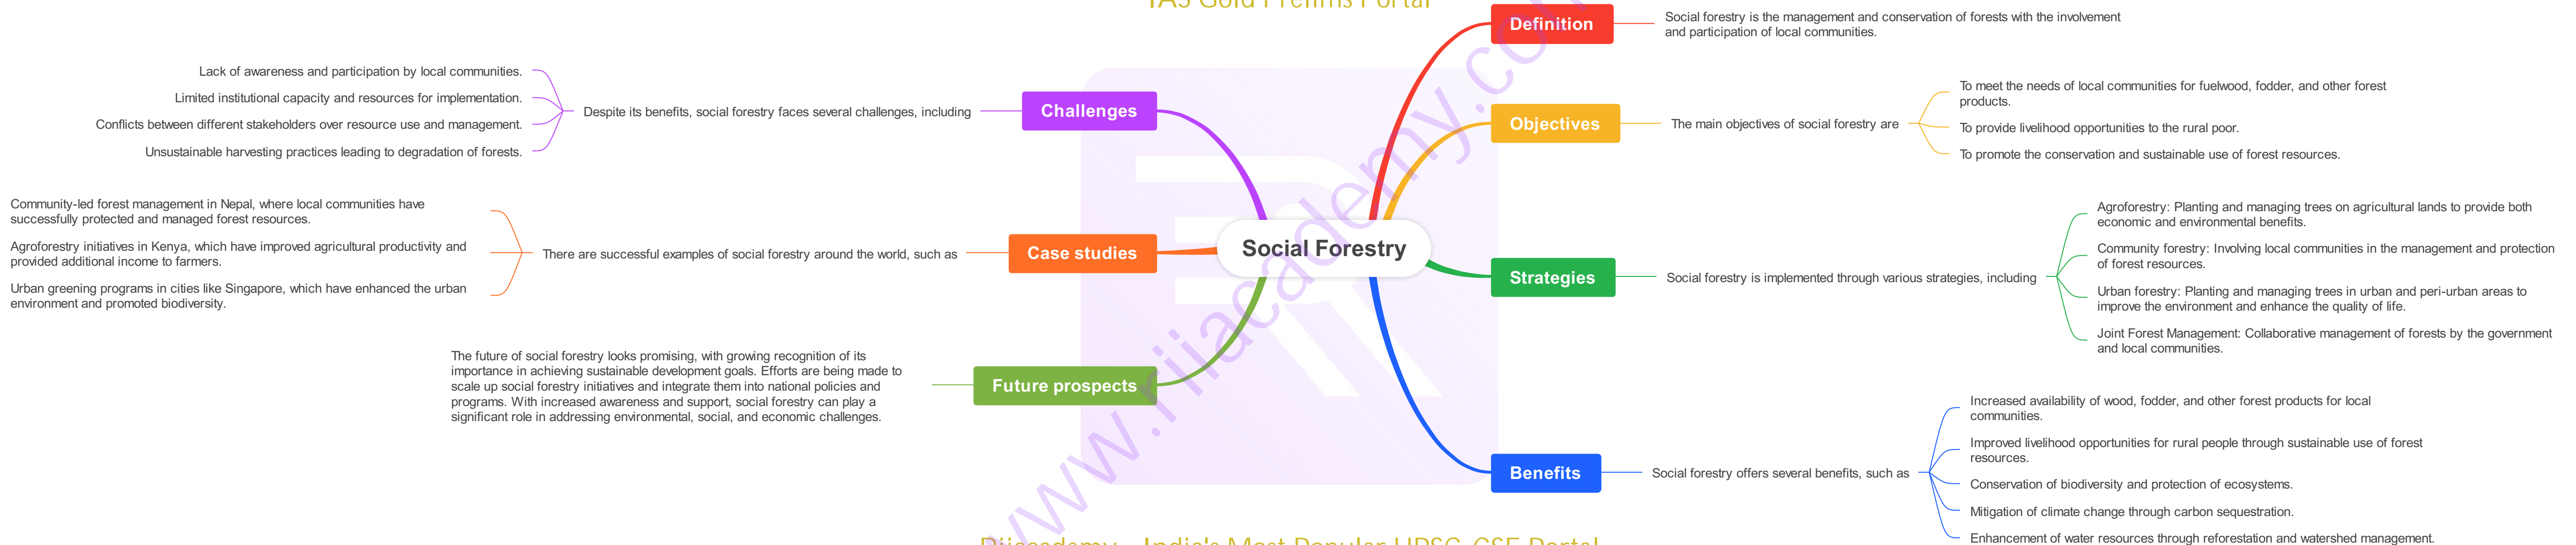 IAS Gold Prelims Portal
Social Forestry
Definition
Social forestry is the management and conservation of forests with the involvement
and participation of local communities.
Objectives
The main objectives of social forestry are
To meet the needs of local communities for fuelwood, fodder, and other forest
products.
To provide livelihood opportunities to the rural poor.
To promote the conservation and sustainable use of forest resources.
Strategies
Social forestry is implemented through various strategies, including
Agroforestry: Planting and managing trees on agricultural lands to provide both
economic and environmental benefits.
Community forestry: Involving local communities in the management and protection
of forest resources.
Urban forestry: Planting and managing trees in urban and peri-urban areas to
improve the environment and enhance the quality of life.
Joint Forest Management: Collaborative management of forests by the government
and local communities.
Benefits
Social forestry offers several benefits, such as
Increased availability of wood, fodder, and other forest products for local
communities.
Improved livelihood opportunities for rural people through sustainable use of forest
resources.
Conservation of biodiversity and protection of ecosystems.
Mitigation of climate change through carbon sequestration.
Enhancement of water resources through reforestation and watershed management.
Challenges
Despite its benefits, social forestry faces several challenges, including
Lack of awareness and participation by local communities.
Limited institutional capacity and resources for implementation.
Conflicts between different stakeholders over resource use and management.
Unsustainable harvesting practices leading to degradation of forests.
Case studies
There are successful examples of social forestry around the world, such as
Community-led forest management in Nepal, where local communities have
successfully protected and managed forest resources.
Agroforestry initiatives in Kenya, which have improved agricultural productivity and
provided additional income to farmers.
Urban greening programs in cities like Singapore, which have enhanced the urban
environment and promoted biodiversity.
Future prospects
The future of social forestry looks promising, with growing recognition of its
importance in achieving sustainable development goals. Efforts are being made to
scale up social forestry initiatives and integrate them into national policies and
programs. With increased awareness and support, social forestry can play a
significant role in addressing environmental, social, and economic challenges.
www.riiacademy.com
India's Most Popular UPSC-CSE Portal